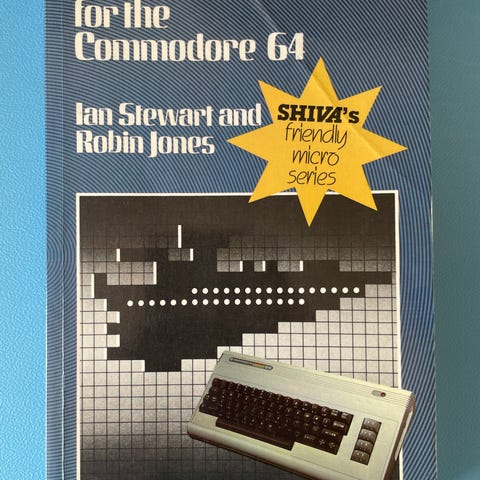 for the
Commodore 64
Ian Stewart and
Robin Jones
SHIVA's
friendly
micro
series